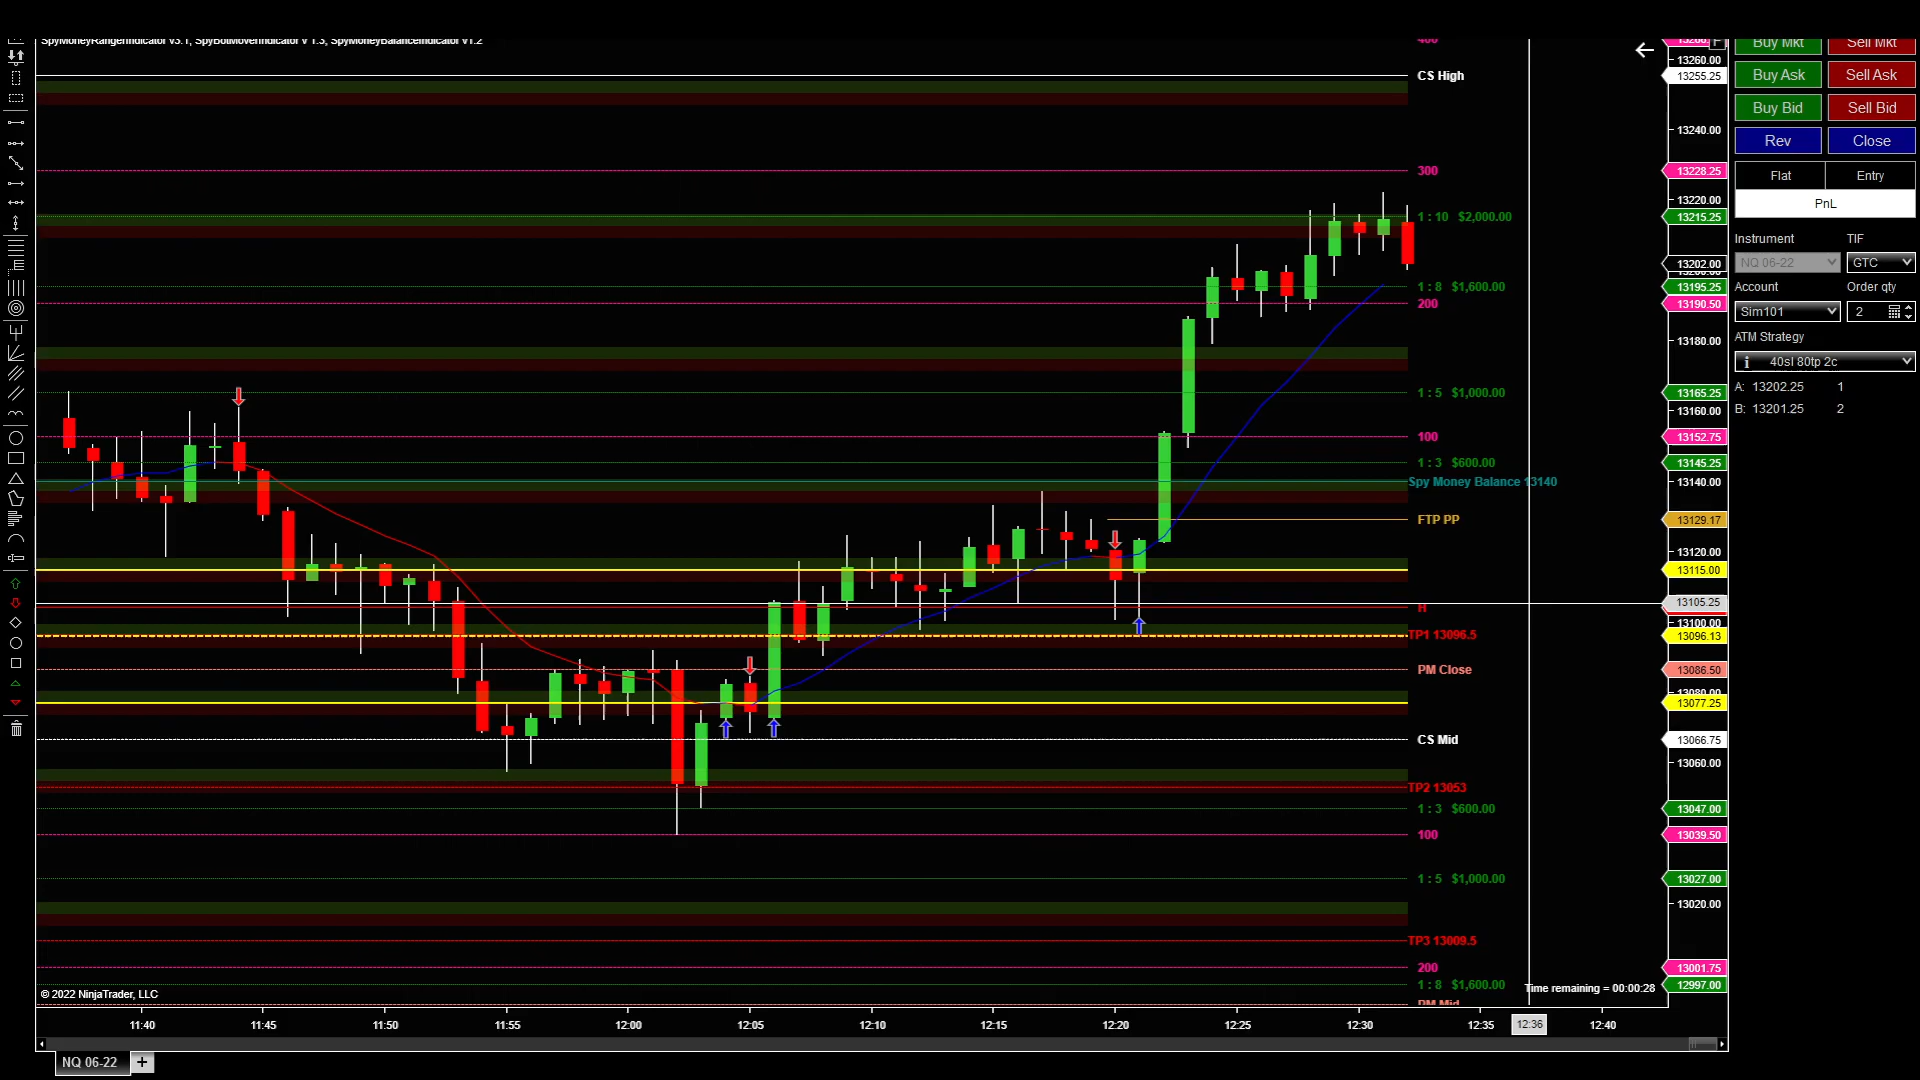 SpyMoneyRangerIndicator v3.1, SpyBotMoverIndicator v 1.3, SpyMoneyBalanceIndicator v1.2
400
CS High
300
1 : 10 $2,000.00
1 : 8 $1,600.00
200
1 : 5 $1,000.00
100
1 : 3 $600.00
Spy Money Balance 13140
FTP PP
H
TP1 13096.5
PM Close
CS Mid
TP2 13053
1 : 3 $600.00
100
1 : 5 $1,000.00
TP3 13009.5
200
1 : 8 $1,600.00
PM Mid
© 2022 NinjaTrader, LLC
Time remaining = 00:00:28
F
13260.00
13255.25
13240.00
13228.25
13220.00
13215.25
13202.00
13200.00
13195.25
13190.50
13180.00
13165.25
13160.00
13152.75
13145.25
13140.00
13129.17
13120.00
13115.00
13105.25
13100.00
13096.13
13086.50
13080.00
13077.25
13066.75
13060.00
13047.00
13039.50
13027.00
13020.00
13001.75
12997.00
11:40 11:45 11:50 11:55 12:00 12:05 12:10 12:15 12:20 12:25 12:30 12:35 12:36 12:40
NQ 06-22 +
Buy Mkt Sell Mkt
Buy Ask Sell Ask
Buy Bid Sell Bid
Rev Close
Flat Entry
PnL
Instrument TIF
NQ 06-22 GTC
Account Order qty
Sim101 2
ATM Strategy
i 40sl 80tp 2c
A: 13202.25 1
B: 13201.25 2